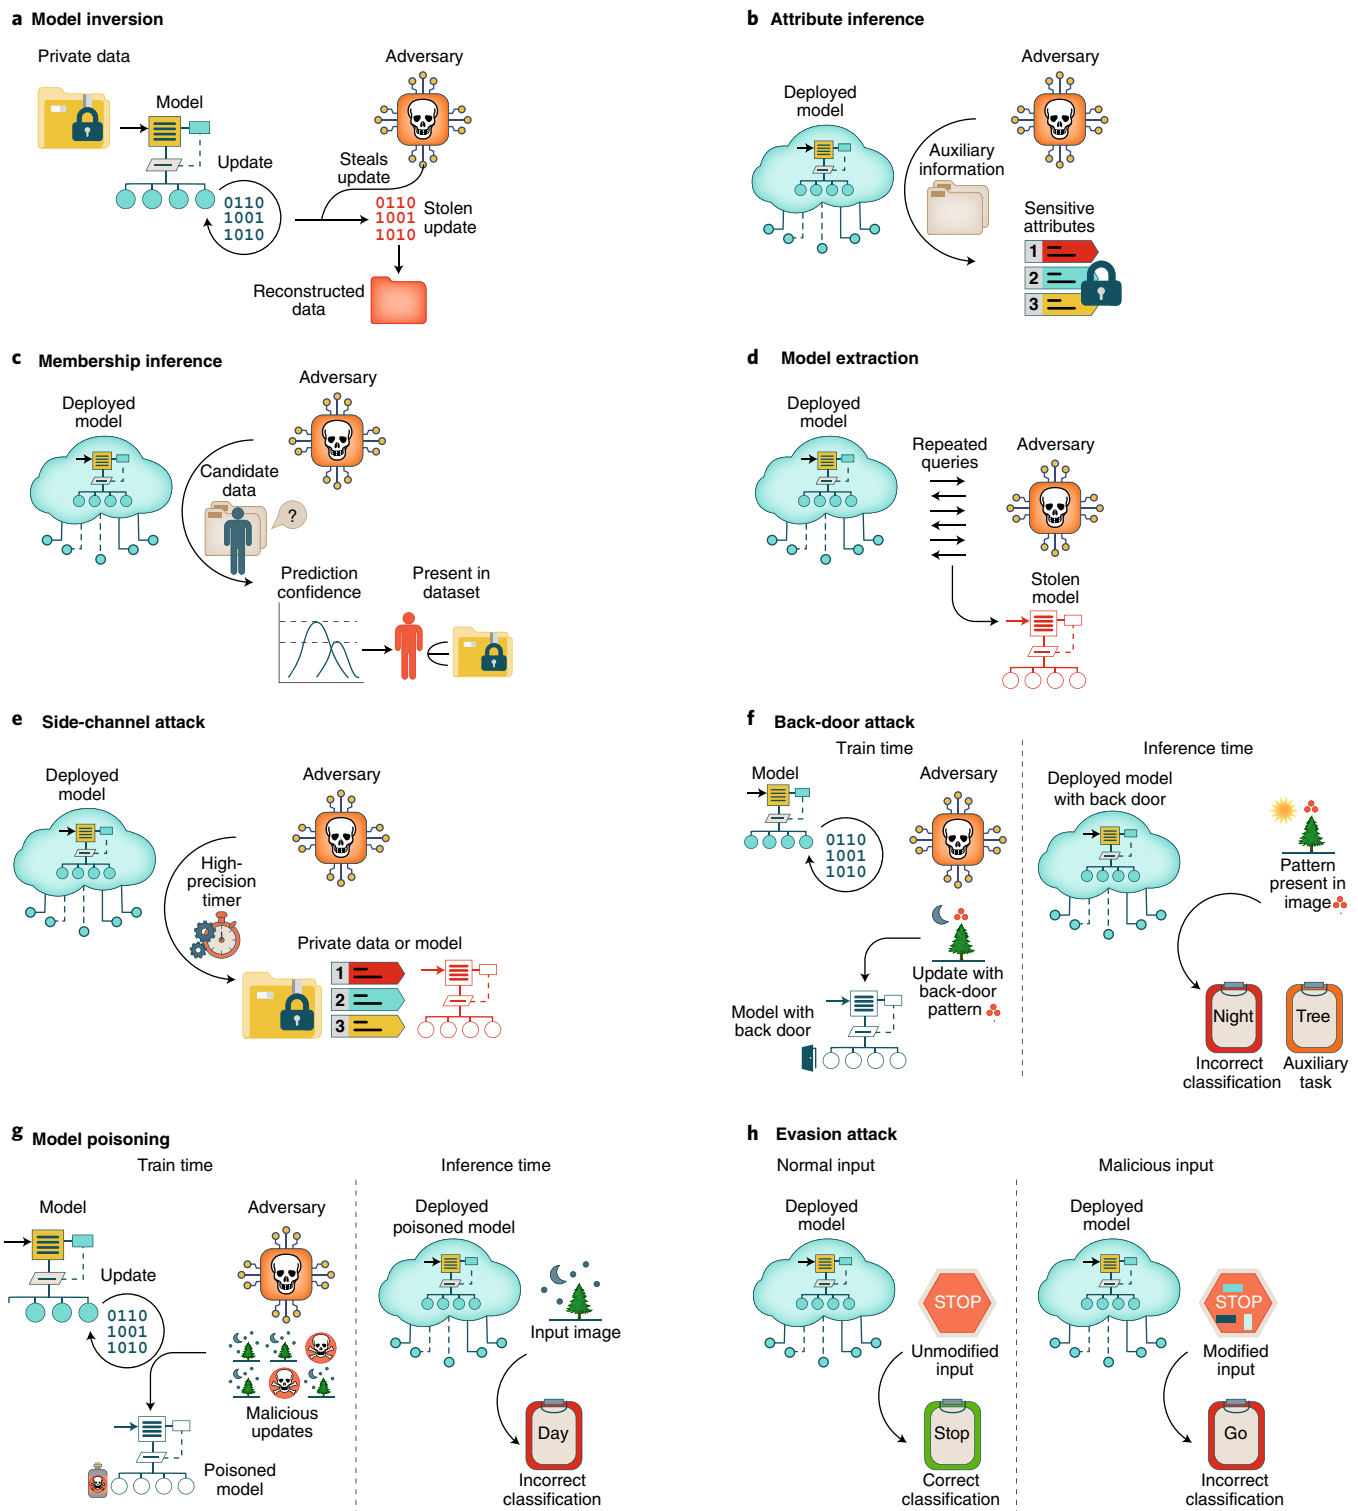 a Model inversion
Private data
Adversary
Model
Update
0110
1001
1010
Steals
update
0110
1001
1010
Stolen
update
Reconstructed
data
b Attribute inference
Adversary
Deployed
model
Auxiliary
information
Sensitive
attributes
1
2
3
c Membership inference
Adversary
Deployed
model
Candidate
data
?
Prediction
confidence
Present in
dataset
d Model extraction
Deployed
model
Repeated
queries
Adversary
Stolen
model
e Side-channel attack
Deployed
model
Adversary
High-
precision
timer
Private data or model
1
2
3
f Back-door attack
Train time
Model
Adversary
0110
1001
1010
Update with
back-door
pattern
Model with
back door
Inference time
Deployed model
with back door
Pattern
present in
image
Night
Tree
Incorrect
classification
Auxiliary
task
g Model poisoning
Train time
Model
Adversary
Update
0110
1001
1010
Malicious
updates
Poisoned
model
Inference time
Deployed
poisoned model
Input image
Day
Incorrect
classification
h Evasion attack
Normal input
Deployed
model
STOP
Unmodified
input
Stop
Correct
classification
Malicious input
Deployed
model
STOP
Modified
input
Go
Incorrect
classification